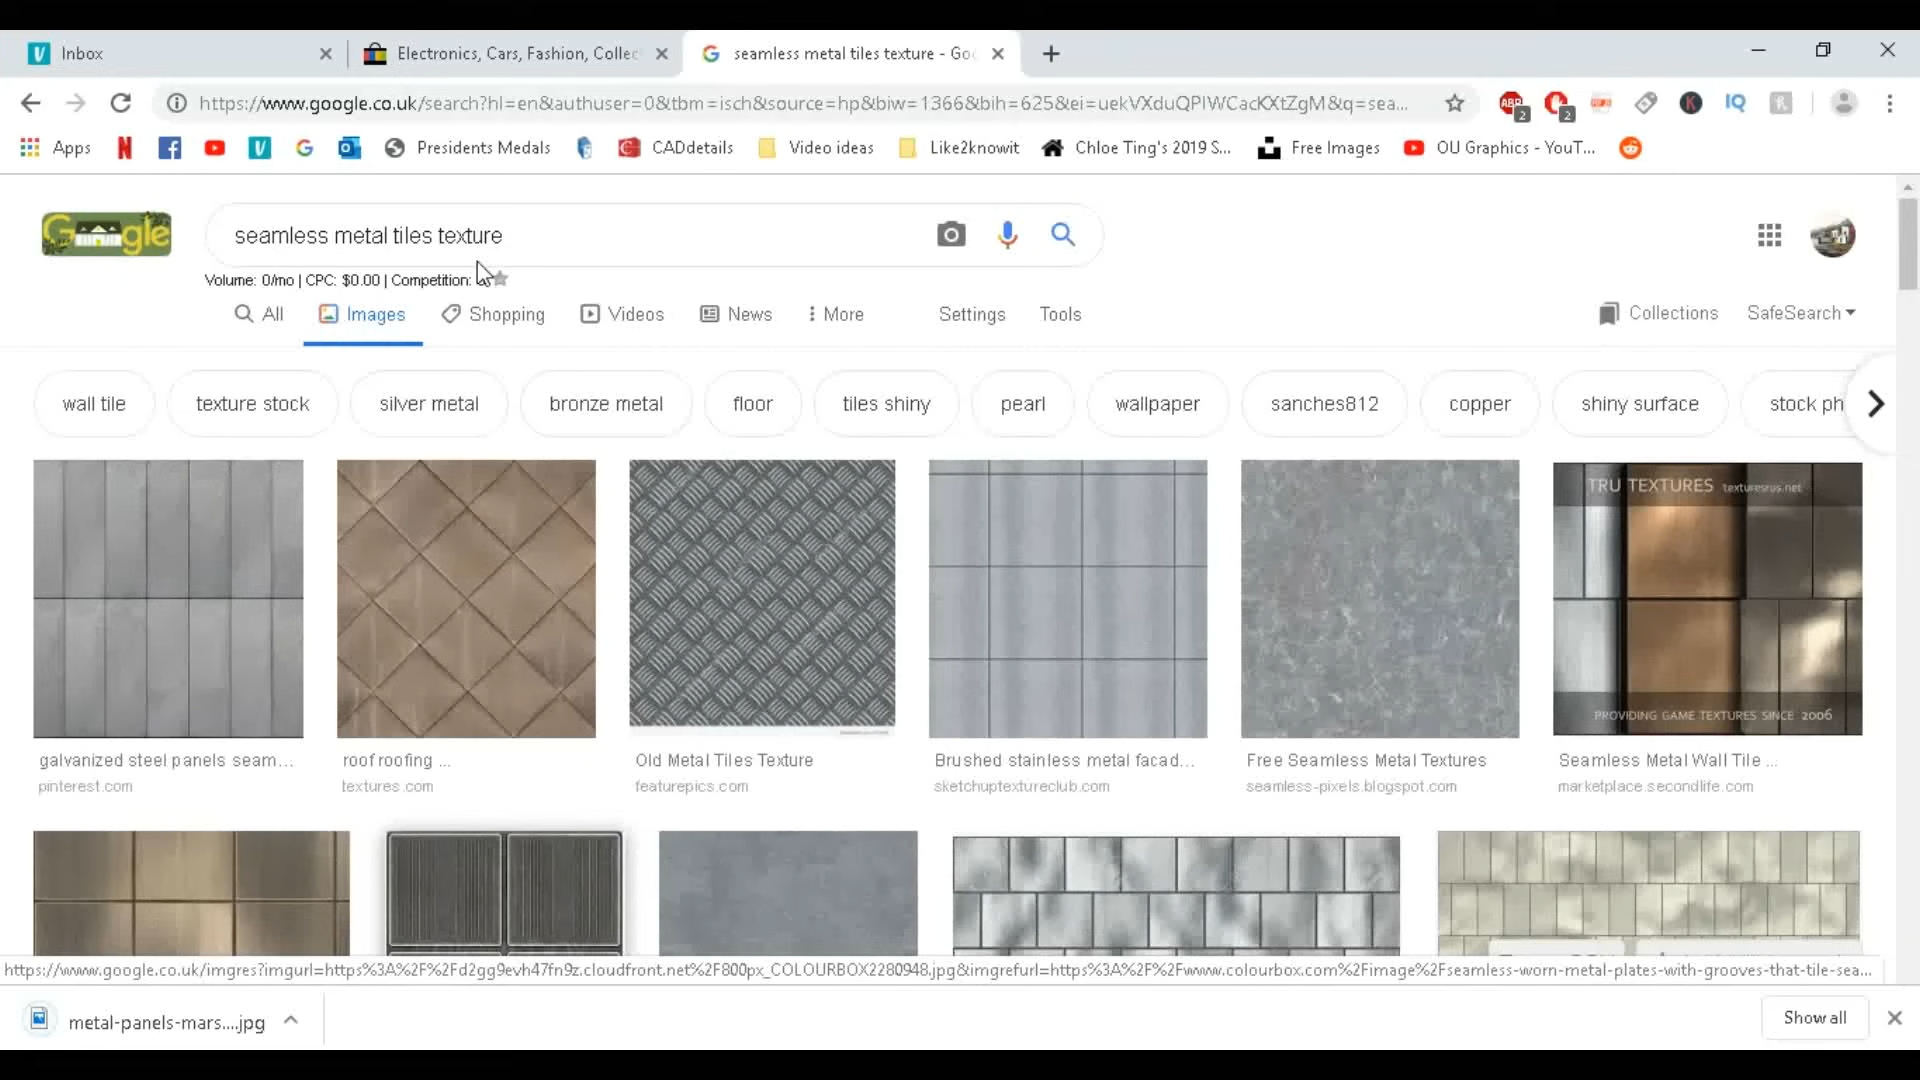 Inbox
Electronics, Cars, Fashion, Collec
seamless metal tiles texture - Goo
https://www.google.co.uk/search?hl=en&authuser=0&tbm=isch&source=hp&biw=1366&bih=625&ei=uekVXduQPIWCacKXtZgM&q=sea...
ABP 2
2
K
IQ
Apps
Presidents Medals
CADdetails
Video ideas
Like2knowit
Chloe Ting's 2019 S...
Free Images
OU Graphics - YouT...
Google
seamless metal tiles texture
Volume: 0/mo | CPC: $0.00 | Competition:
All
Images
Shopping
Videos
News
More
Settings
Tools
Collections
SafeSearch
wall tile
texture stock
silver metal
bronze metal
floor
tiles shiny
pearl
wallpaper
sanches812
copper
shiny surface
stock ph
TRU TEXTURES texturesrus.net
PROVIDING GAME TEXTURES SINCE 2006
galvanized steel panels seam...
pinterest.com
roof roofing ...
textures.com
Old Metal Tiles Texture
featurepics.com
Brushed stainless metal facad...
sketchuptextureclub.com
Free Seamless Metal Textures
seamless-pixels.blogspot.com
Seamless Metal Wall Tile ...
marketplace.secondlife.com
https://www.google.co.uk/imgres?imgurl=https%3A%2F%2Fd2gg9evh47fn9z.cloudfront.net%2F800px_COLOURBOX2280948.jpg&imgrefurl=https%3A%2F%2Fwww.colourbox.com%2Fimage%2Fseamless-worn-metal-plates-with-grooves-that-tile-sea...
metal-panels-mars....jpg
Show all